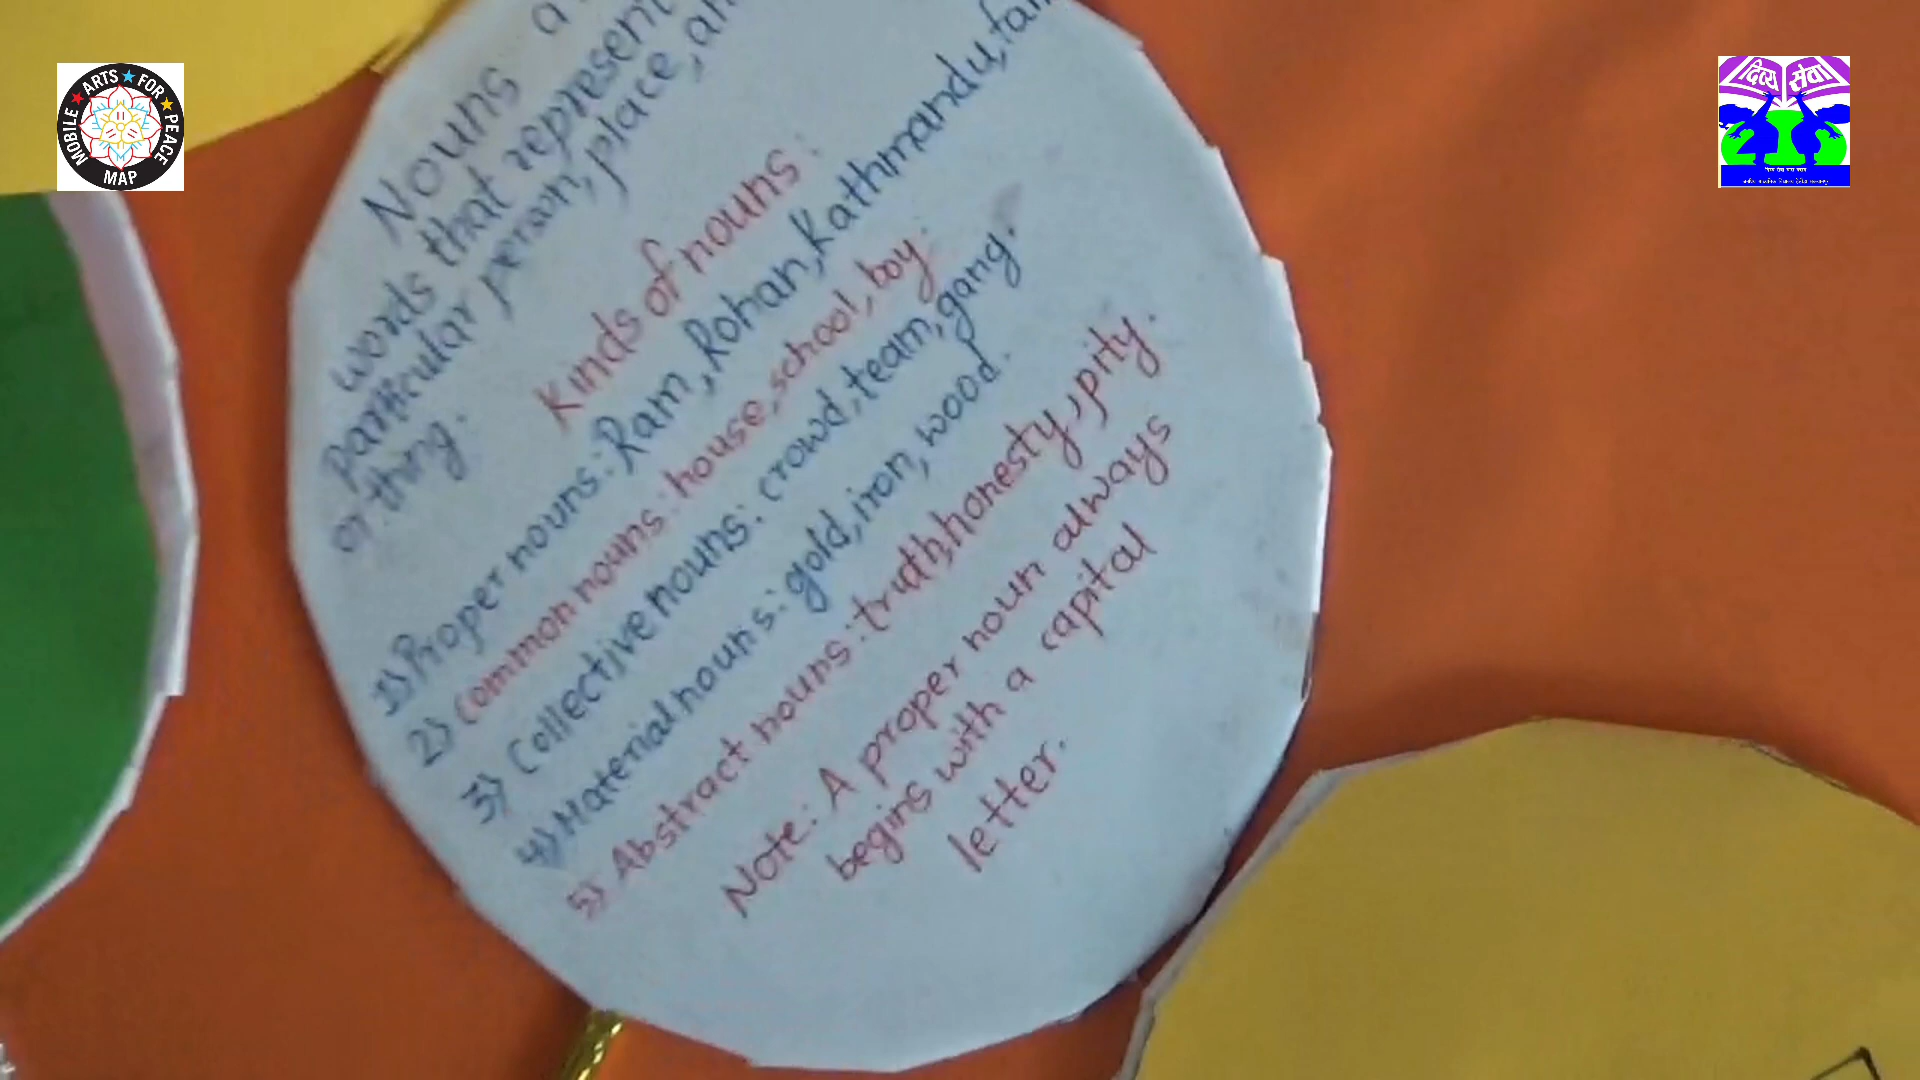 Nouns a
words that represent
particular person, place, an
or thing.
Kinds of nouns:
1) Proper nouns: Ram, Rohan, Kathmandu,
2) Common nouns: house, school, boy.
3) Collective nouns: crowd, team, gang.
4) Material nouns: gold, iron, wood.
5) Abstract nouns: truth, honesty, pity.
Note: A proper noun always
begins with a capital
letter.
MOBILE ARTS FOR PEACE
MAP
दिव्य सेवा